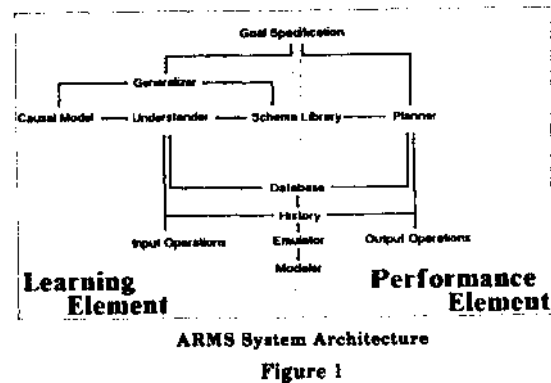 Goal Specification
Generalizer
Causal Model Understander Schema Library Planner
Database
History
Input Operations Emulator Output Operations
Modeler
Learning Performance
Element Element
ARMS System Architecture
Figure 1